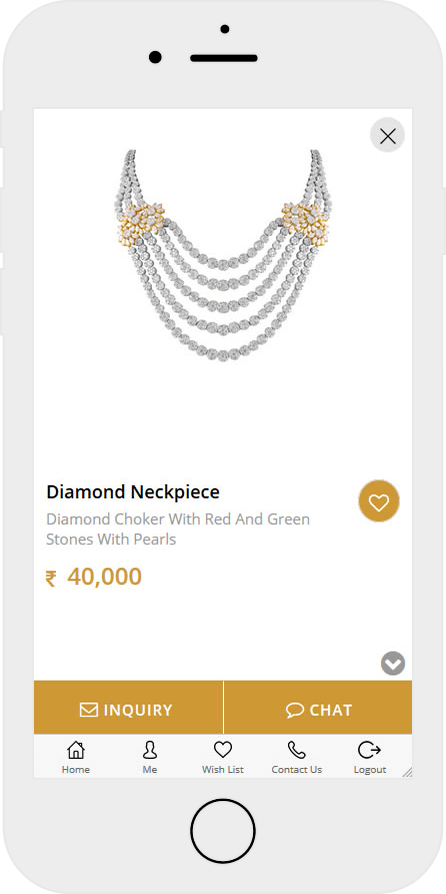 Diamond Neckpiece
Diamond Choker With Red And Green
Stones With Pearls
₹ 40,000
INQUIRY
CHAT
Home
Me
Wish List
Contact Us
Logout